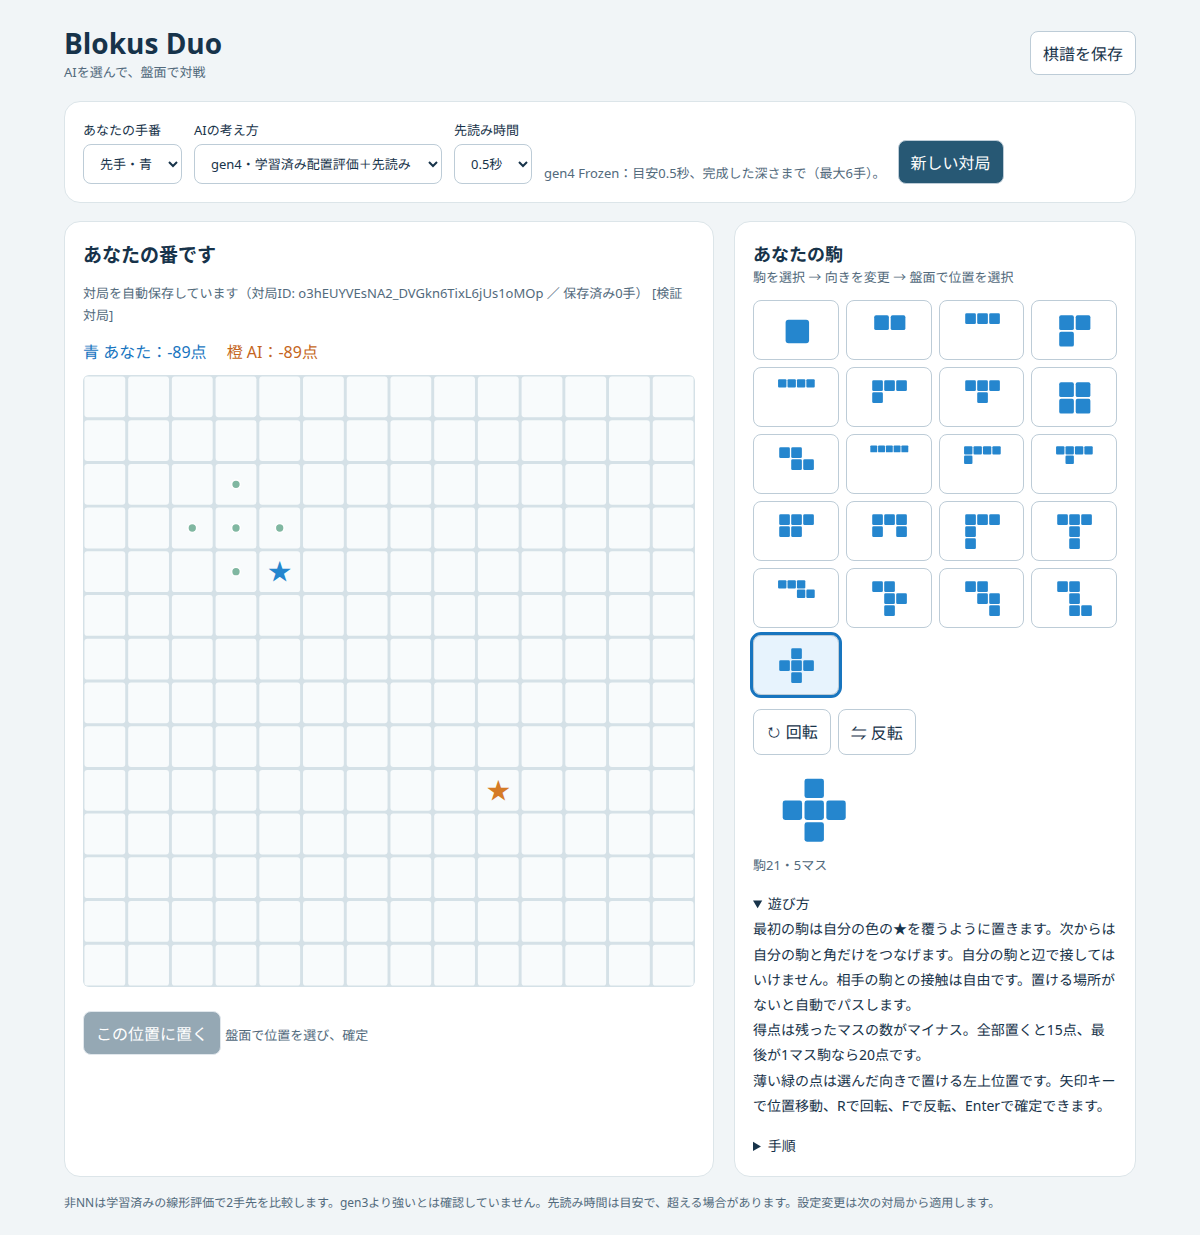 Blokus Duo
AIを選んで、盤面で対戦
棋譜を保存
あなたの手番
先手・青
AIの考え方
gen4・学習済み配置評価＋先読み
先読み時間
0.5秒
gen4 Frozen：目安0.5秒、完成した深さまで（最大6手）。
新しい対局
あなたの番です
対局を自動保存しています（対局ID: o3hEUYVEsNA2_DVGkn6TixL6jUs1oMOp ／ 保存済み0手） [検証
対局]
青 あなた：-89点 橙 AI：-89点
この位置に置く
盤面で位置を選び、確定
あなたの駒
駒を選択 → 向きを変更 → 盤面で位置を選択
↻ 回転
⇋ 反転
駒21・5マス
▼ 遊び方
最初の駒は自分の色の★を覆うように置きます。次からは
自分の駒と角だけをつなげます。自分の駒と辺で接しては
いけません。相手の駒との接触は自由です。置ける場所が
ないと自動でパスします。
得点は残ったマスの数がマイナス。全部置くと15点、最
後が1マス駒なら20点です。
薄い緑の点は選んだ向きで置ける左上位置です。矢印キー
で位置移動、Rで回転、Fで反転、Enterで確定できます。
▶ 手順
非NNは学習済みの線形評価で2手先を比較します。gen3より強いとは確認していません。先読み時間は目安で、超える場合があります。設定変更は次の対局から適用します。